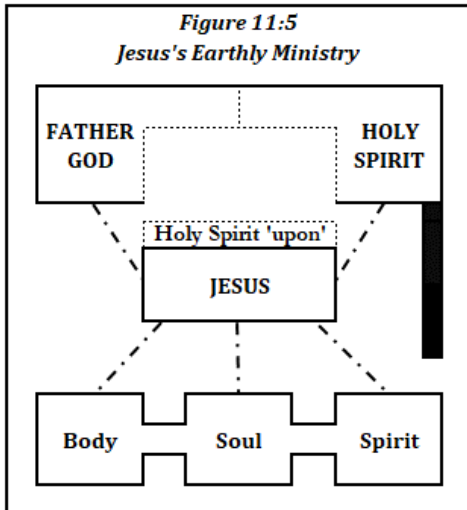 Figure 11:5
Jesus's Earthly Ministry
FATHER GOD
HOLY SPIRIT
Holy Spirit 'upon'
JESUS
Body
Soul
Spirit